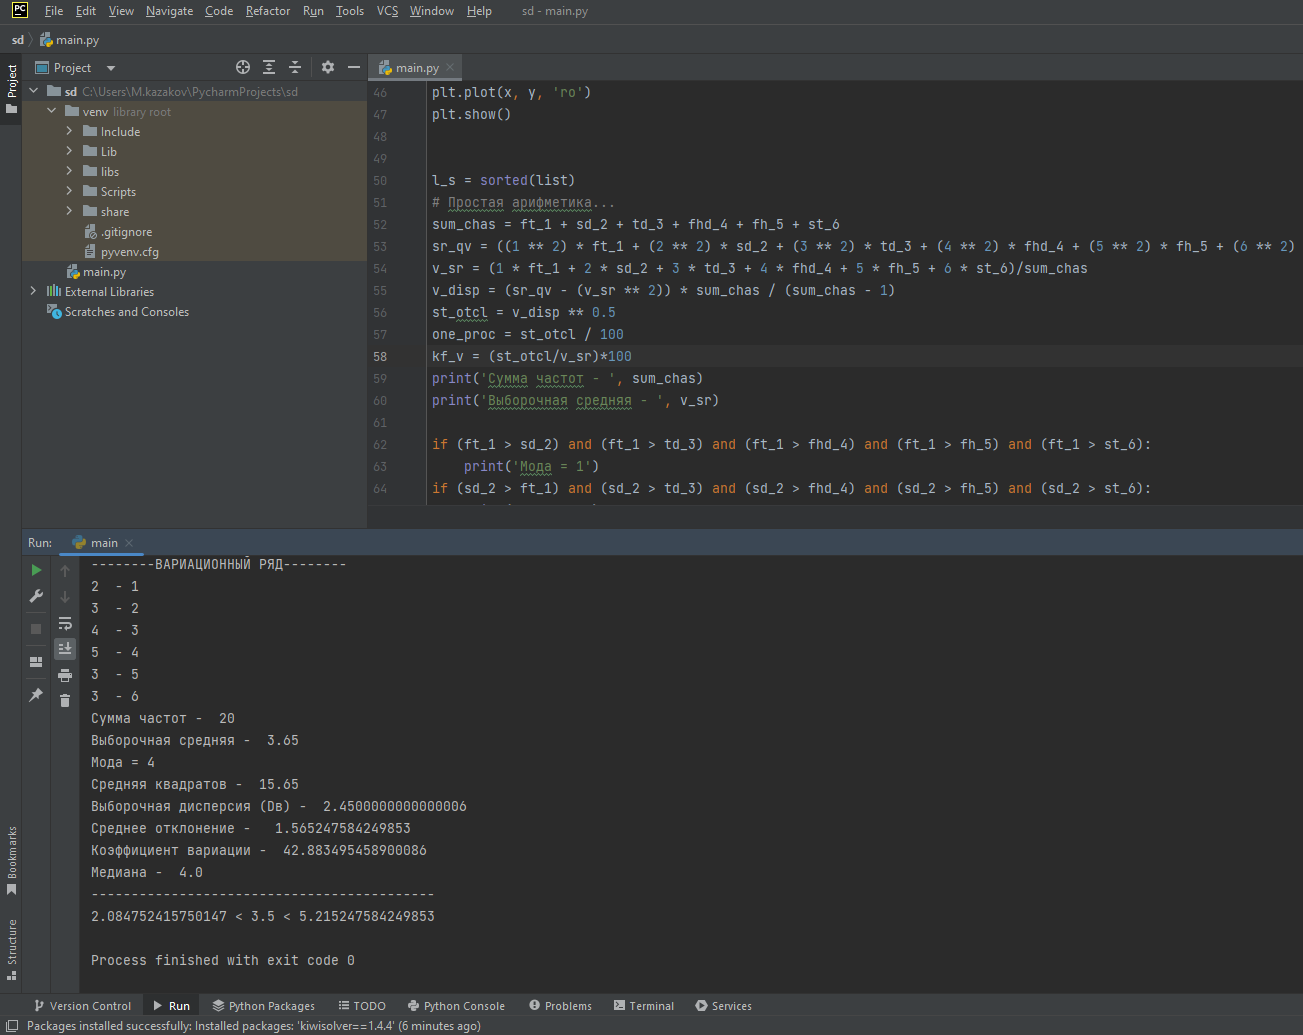 PC File Edit View Navigate Code Refactor Run Tools VCS Window Help sd - main.py
sd main.py
Project
Project
sd C:\Users\M.kazakov\PycharmProjects\sd
venv library root
Include
Lib
libs
Scripts
share
.gitignore
pyvenv.cfg
main.py
External Libraries
Scratches and Consoles
main.py
46 plt.plot(x, y, 'ro')
47 plt.show()
48
49
50 l_s = sorted(list)
51 # Простая арифметика...
52 sum_chas = ft_1 + sd_2 + td_3 + fhd_4 + fh_5 + st_6
53 sr_qv = ((1 ** 2) * ft_1 + (2 ** 2) * sd_2 + (3 ** 2) * td_3 + (4 ** 2) * fhd_4 + (5 ** 2) * fh_5 + (6 ** 2)
54 v_sr = (1 * ft_1 + 2 * sd_2 + 3 * td_3 + 4 * fhd_4 + 5 * fh_5 + 6 * st_6)/sum_chas
55 v_disp = (sr_qv - (v_sr ** 2)) * sum_chas / (sum_chas - 1)
56 st_otcl = v_disp ** 0.5
57 one_proc = st_otcl / 100
58 kf_v = (st_otcl/v_sr)*100
59 print('Сумма частот - ', sum_chas)
60 print('Выборочная средняя - ', v_sr)
61
62 if (ft_1 > sd_2) and (ft_1 > td_3) and (ft_1 > fhd_4) and (ft_1 > fh_5) and (ft_1 > st_6):
63 print('Мода = 1')
64 if (sd_2 > ft_1) and (sd_2 > td_3) and (sd_2 > fhd_4) and (sd_2 > fh_5) and (sd_2 > st_6):
Run: main
--------ВАРИАЦИОННЫЙ РЯД--------
2 - 1
3 - 2
4 - 3
5 - 4
3 - 5
3 - 6
Сумма частот - 20
Выборочная средняя - 3.65
Мода = 4
Средняя квадратов - 15.65
Выборочная дисперсия (Dв) - 2.4500000000000006
Среднее отклонение - 1.565247584249853
Коэффициент вариации - 42.883495458900086
Медиана - 4.0
-------------------------------------------
2.084752415750147 < 3.5 < 5.215247584249853
Process finished with exit code 0
Bookmarks
Structure
Version Control Run Python Packages TODO Python Console Problems Terminal Services
Packages installed successfully: Installed packages: 'kiwisolver==1.4.4' (6 minutes ago)